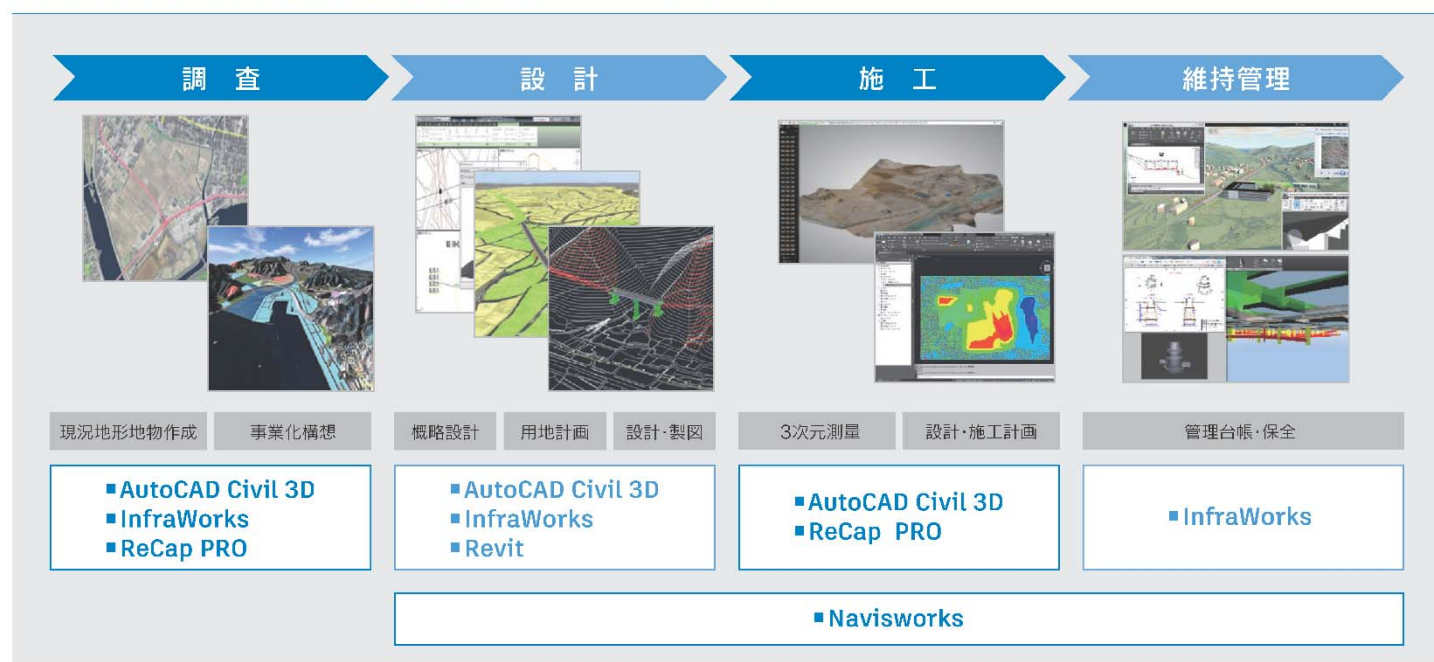 調 査
設 計
施 工
維持管理
現況地形地物作成
事業化構想
概略設計
用地計画
設計・製図
3次元測量
設計・施工計画
管理台帳・保全
▪AutoCAD Civil 3D
▪InfraWorks
▪ReCap PRO
▪AutoCAD Civil 3D
▪InfraWorks
▪Revit
▪AutoCAD Civil 3D
▪ReCap PRO
▪InfraWorks
▪Navisworks